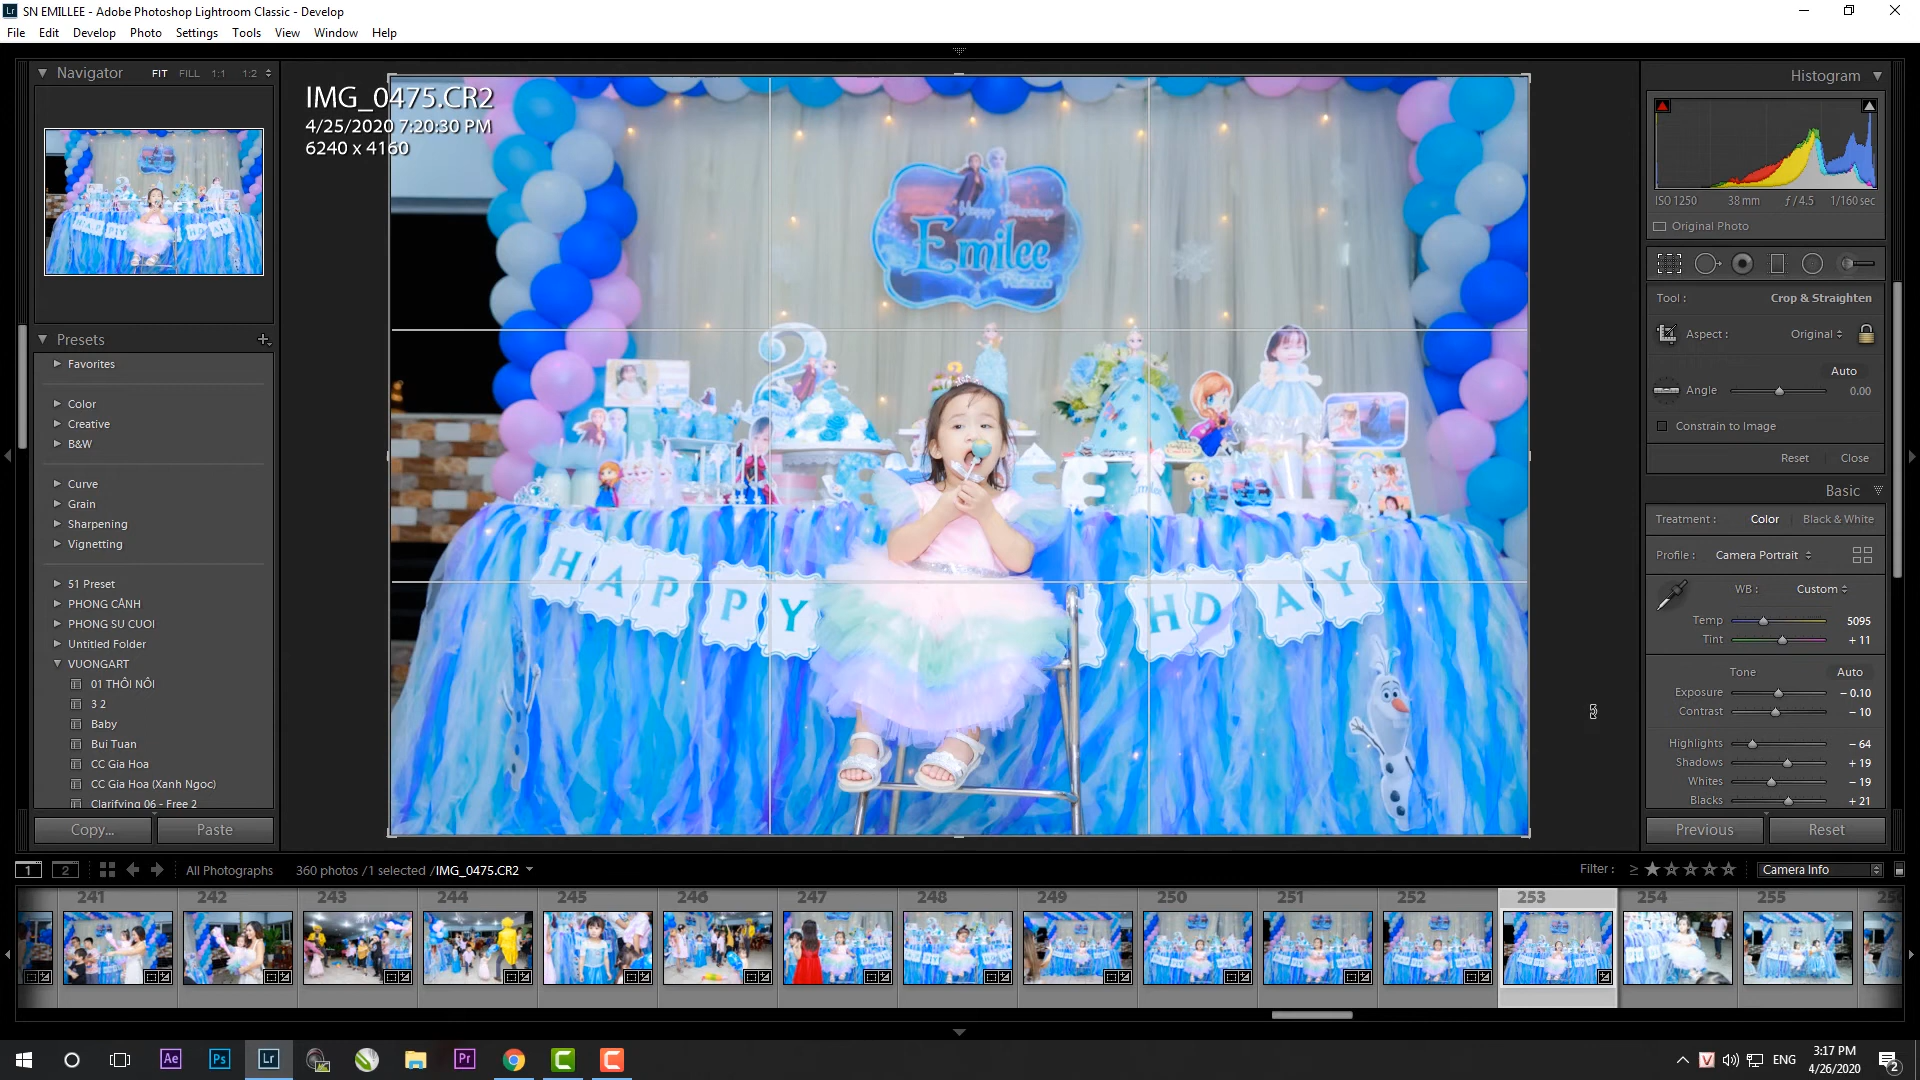 SN EMILLEE - Adobe Photoshop Lightroom Classic - Develop
File Edit Develop Photo Settings Tools View Window Help
Navigator FIT FILL 1:1 1:2
Histogram
IMG_0475.CR2
4/25/2020 7:20:30 PM
6240 x 4160
ISO 1250 38 mm ƒ / 4.5 1/160 sec
Original Photo
Tool : Crop & Straighten
Aspect : Original
Auto
Angle 0.00
Constrain to Image
Reset Close
Basic
Treatment : Color Black & White
Profile : Camera Portrait
WB : Custom
Temp 5095
Tint + 11
Tone Auto
Exposure − 0.10
Contrast − 10
Highlights − 64
Shadows + 19
Whites − 19
Blacks + 21
Previous Reset
Presets
Favorites
Color
Creative
B&W
Curve
Grain
Sharpening
Vignetting
51 Preset
PHONG CẢNH
PHONG SU CUOI
Untitled Folder
VUONGART
01 THÔI NÔI
3 2
Baby
Bui Tuan
CC Gia Hoa
CC Gia Hoa (Xanh Ngoc)
Clarifying 06 - Free 2
Copy... Paste
Happy
Emilee
2
HAPPY HDAY
1 2 All Photographs 360 photos / 1 selected / IMG_0475.CR2
Filter : ≥ Camera Info
241 242 243 244 245 246 247 248 249 250 251 252 253 254 255
Ae Ps Lr Pr C C
V ENG 3:17 PM
4/26/2020 2